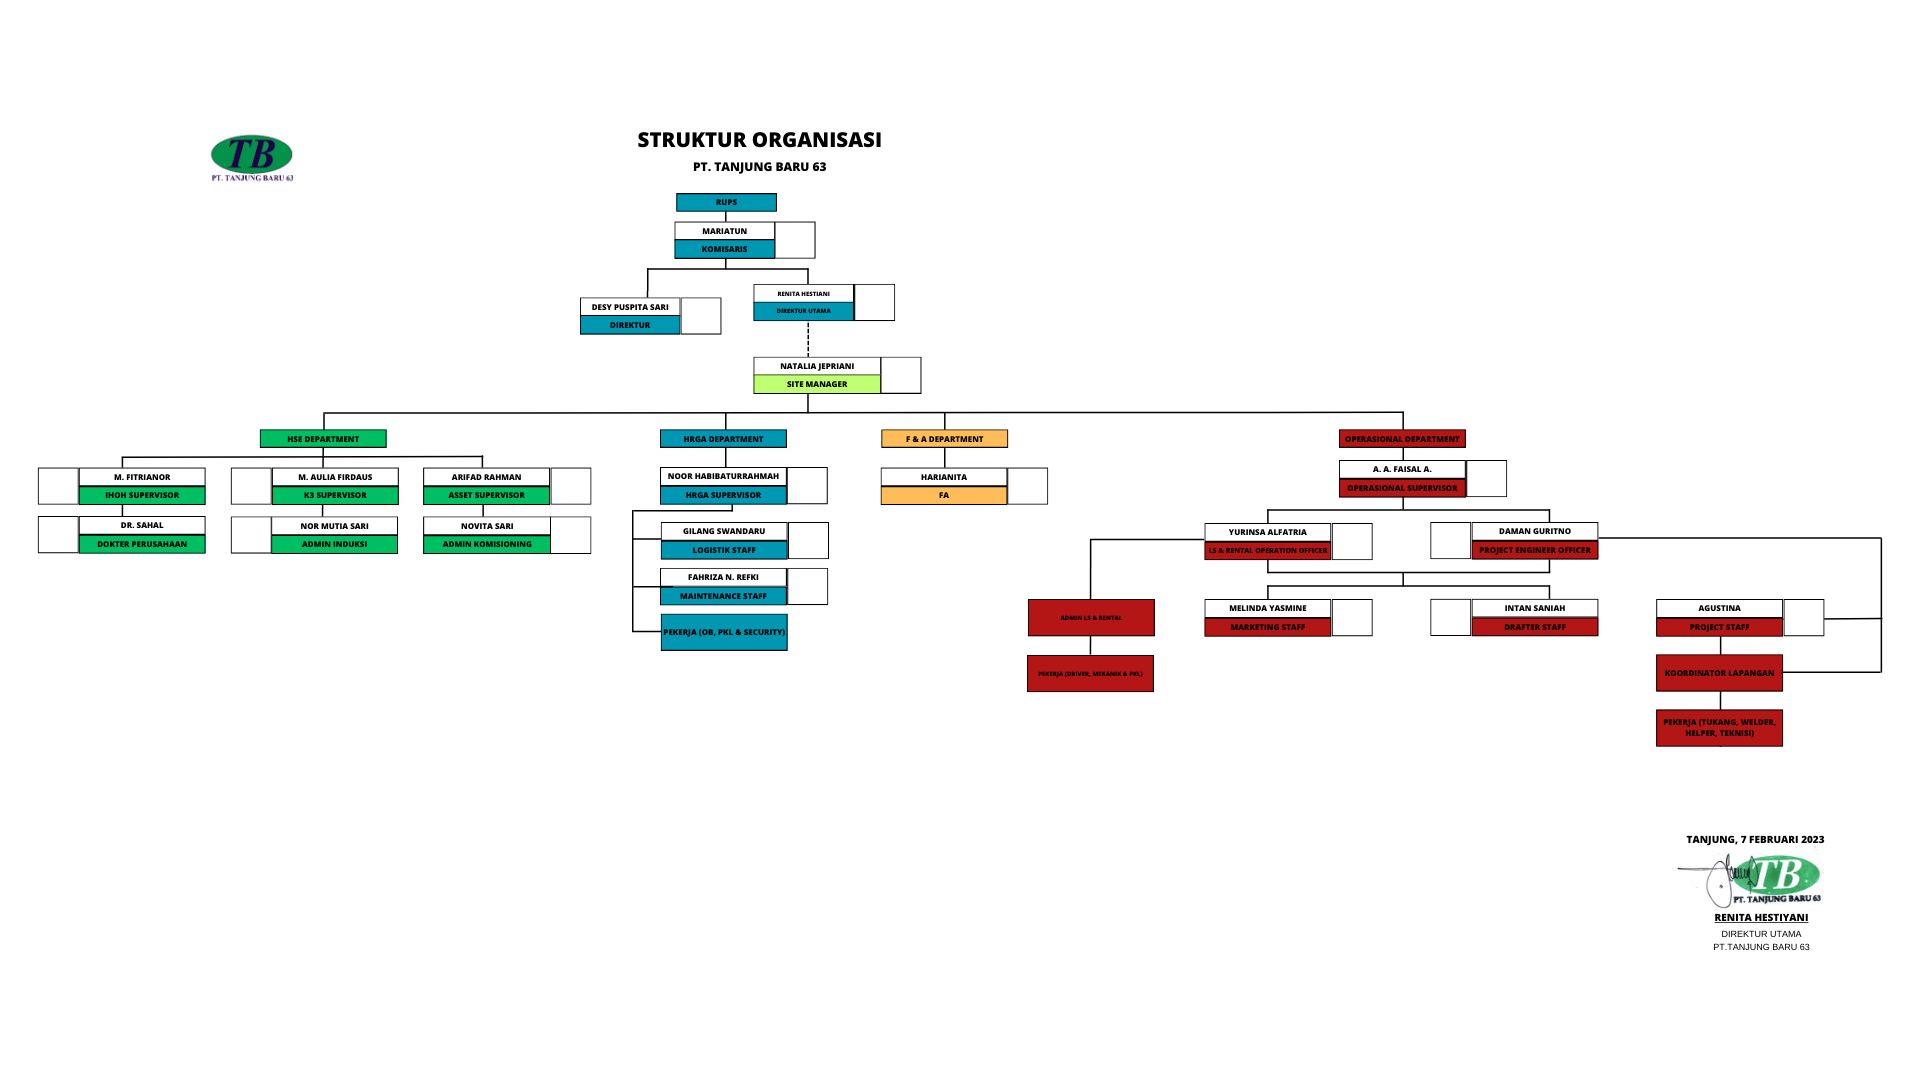 STRUKTUR ORGANISASI
TB
PT. TANJUNG BARU 63
PT. TANJUNG BARU 63
RUPS
MARIATUN
KOMISARIS
RENITA HESTIANI
DIREKTUR UTAMA
DESY PUSPITA SARI
DIREKTUR
NATALIA JEPRIANI
SITE MANAGER
HSE DEPARTMENT
HRGA DEPARTMENT
F & A DEPARTMENT
OPERASIONAL DEPARTMENT
M. FITRIANOR
IHOH SUPERVISOR
M. AULIA FIRDAUS
K3 SUPERVISOR
ARIFAD RAHMAN
ASSET SUPERVISOR
NOOR HABIBATURRAHMAH
HRGA SUPERVISOR
HARIANITA
FA
A. A. FAISAL A.
OPERASIONAL SUPERVISOR
DR. SAHAL
DOKTER PERUSAHAAN
NOR MUTIA SARI
ADMIN INDUKSI
NOVITA SARI
ADMIN KOMISIONING
GILANG SWANDARU
LOGISTIK STAFF
YURINSA ALFATRIA
LS & RENTAL OPERATION OFFICER
DAMAN GURITNO
PROJECT ENGINEER OFFICER
FAHRIZA N. REFKI
MAINTENANCE STAFF
PEKERJA (OB, PKL & SECURITY)
ADMIN LS & RENTAL
MELINDA YASMINE
MARKETING STAFF
INTAN SANIAH
DRAFTER STAFF
AGUSTINA
PROJECT STAFF
PEKERJA (DRIVER, MEKANIK & PKL)
KOORDINATOR LAPANGAN
PEKERJA (TUKANG, WELDER,
HELPER, TEKNISI)
TANJUNG, 7 FEBRUARI 2023
TB
PT. TANJUNG BARU 63
RENITA HESTIYANI
DIREKTUR UTAMA
PT.TANJUNG BARU 63